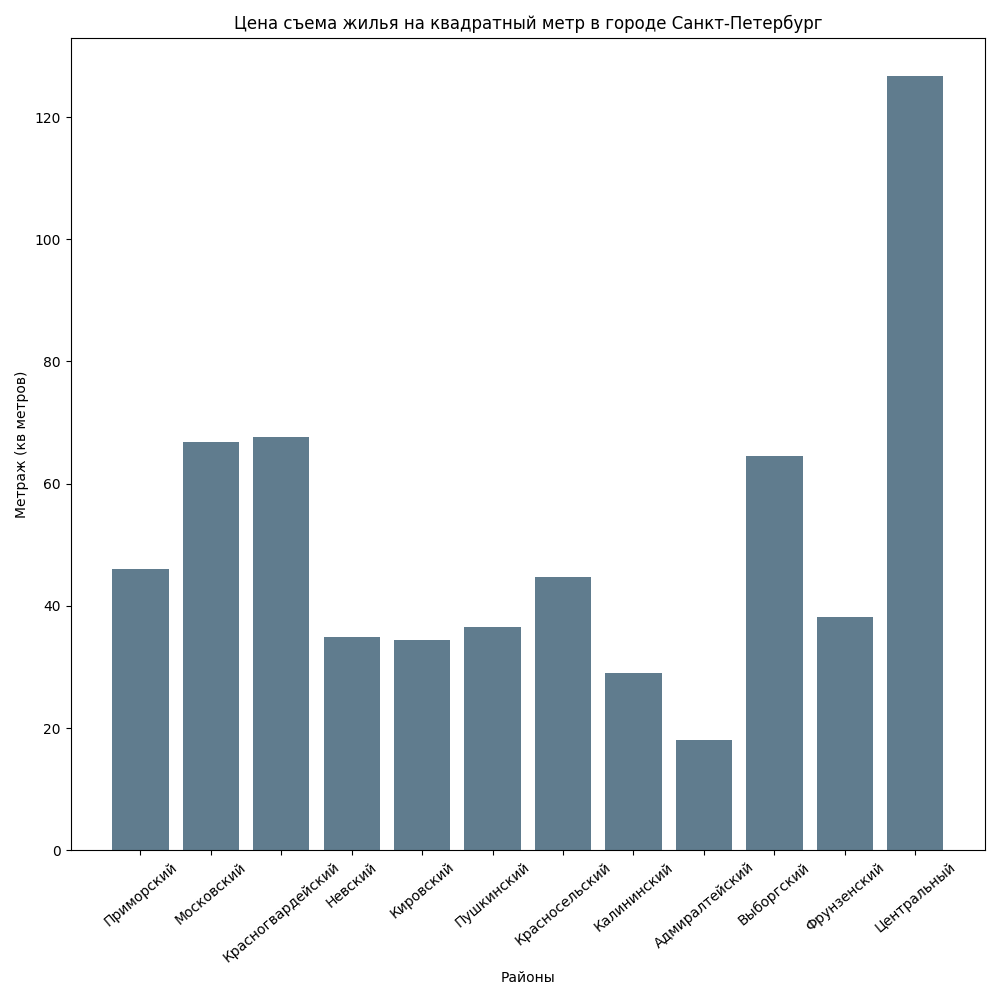 Цена съема жилья на квадратный метр в городе Санкт-Петербург
Метраж (кв метров)
120
100
80
60
40
20
0
Приморский
Московский
Красногвардейский
Невский
Кировский
Пушкинский
Красносельский
Калининский
Адмиралтейский
Выборгский
Фрунзенский
Центральный
Районы